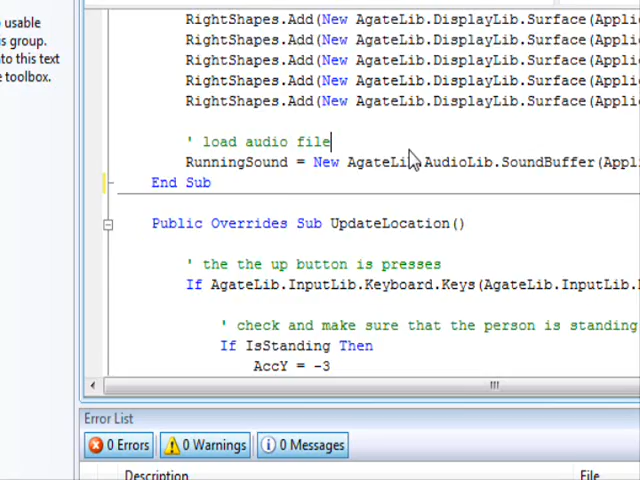 usable
s group.
nto this text
e toolbox.
RightShapes.Add(New AgateLib.DisplayLib.Surface(Applic
RightShapes.Add(New AgateLib.DisplayLib.Surface(Applic
RightShapes.Add(New AgateLib.DisplayLib.Surface(Applic
RightShapes.Add(New AgateLib.DisplayLib.Surface(Applic
RightShapes.Add(New AgateLib.DisplayLib.Surface(Applic
' load audio file
RunningSound = New AgateLib.AudioLib.SoundBuffer(Appli
End Sub
Public Overrides Sub UpdateLocation()
' the the up button is presses
If AgateLib.InputLib.Keyboard.Keys(AgateLib.InputLib.
' check and make sure that the person is standing
If IsStanding Then
AccY = -3
Error List
0 Errors
0 Warnings
0 Messages
Description
File